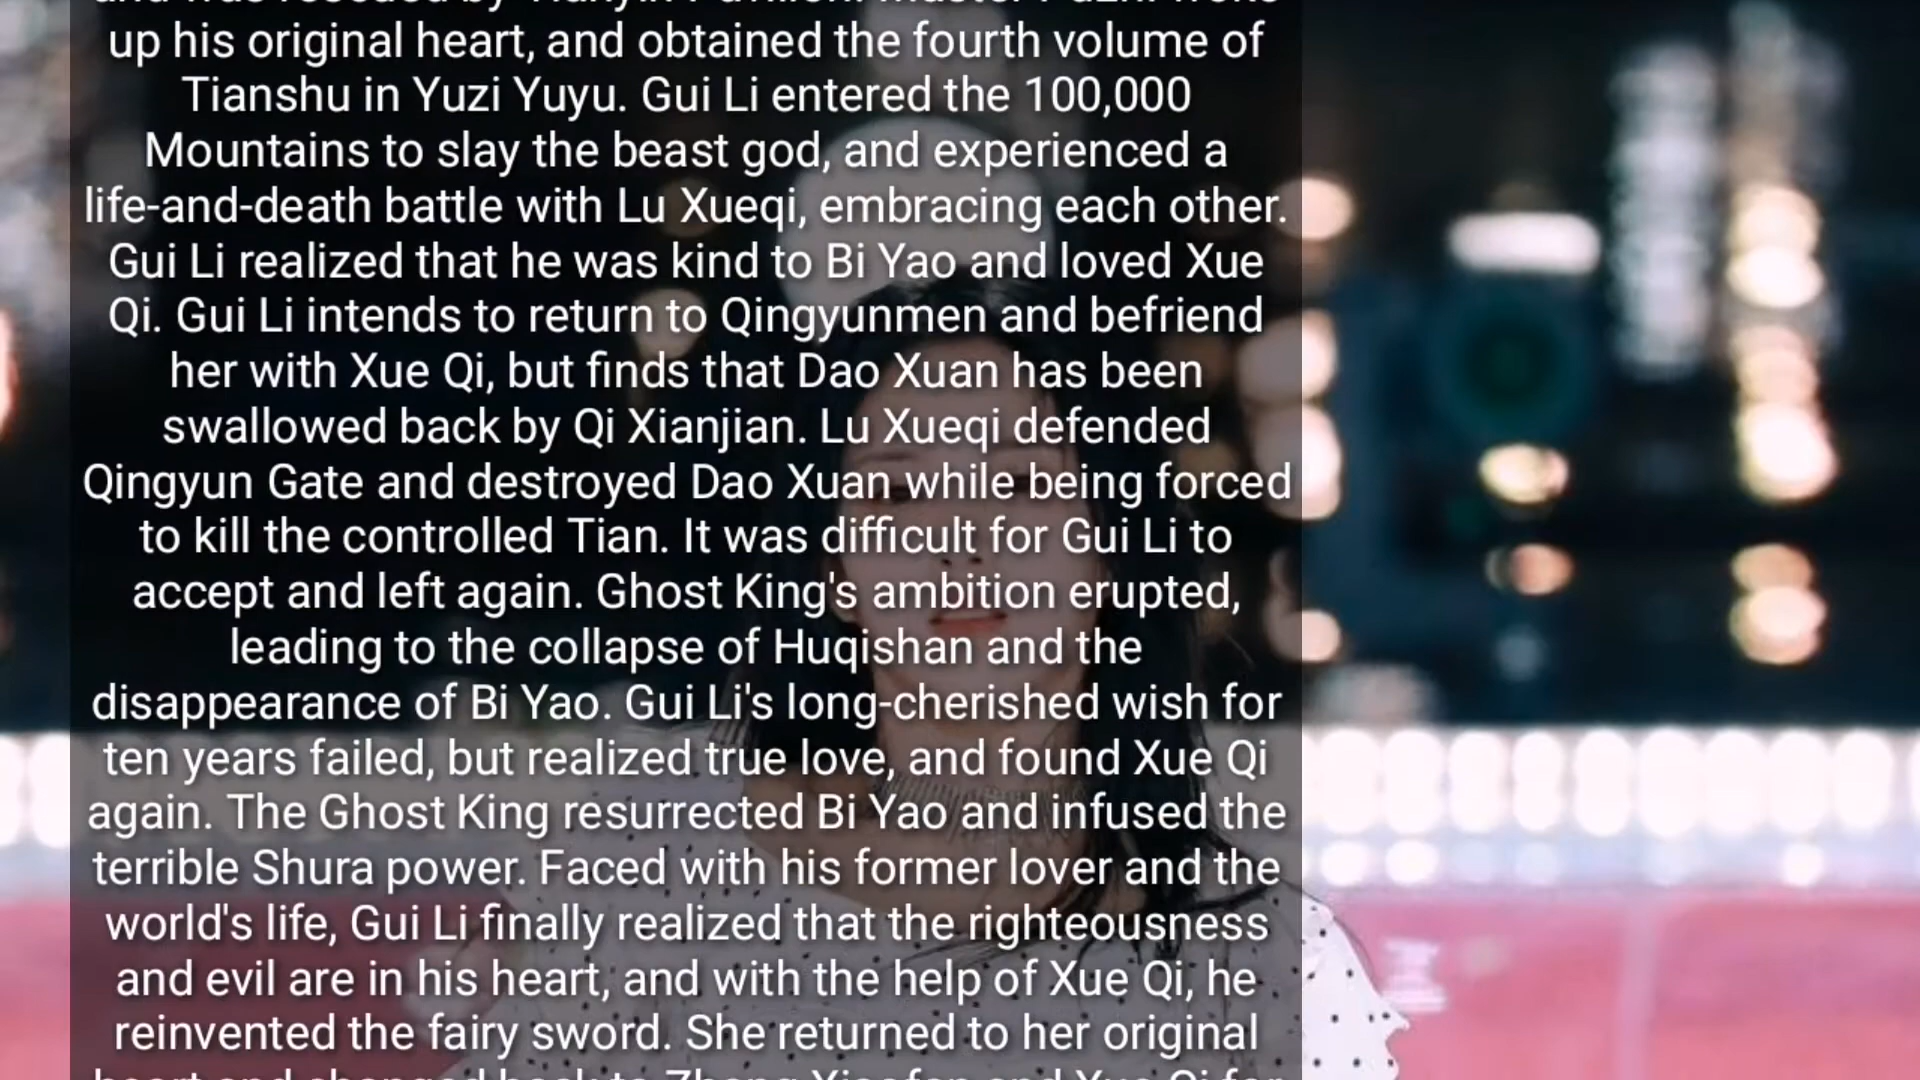 up his original heart, and obtained the fourth volume of
Tianshu in Yuzi Yuyu. Gui Li entered the 100,000
Mountains to slay the beast god, and experienced a
life-and-death battle with Lu Xueqi, embracing each other.
Gui Li realized that he was kind to Bi Yao and loved Xue
Qi. Gui Li intends to return to Qingyunmen and befriend
her with Xue Qi, but finds that Dao Xuan has been
swallowed back by Qi Xianjian. Lu Xueqi defended
Qingyun Gate and destroyed Dao Xuan while being forced
to kill the controlled Tian. It was difficult for Gui Li to
accept and left again. Ghost King's ambition erupted,
leading to the collapse of Huqishan and the
disappearance of Bi Yao. Gui Li's long-cherished wish for
ten years failed, but realized true love, and found Xue Qi
again. The Ghost King resurrected Bi Yao and infused the
terrible Shura power. Faced with his former lover and the
world's life, Gui Li finally realized that the righteousness
and evil are in his heart, and with the help of Xue Qi, he
reinvented the fairy sword. She returned to her original